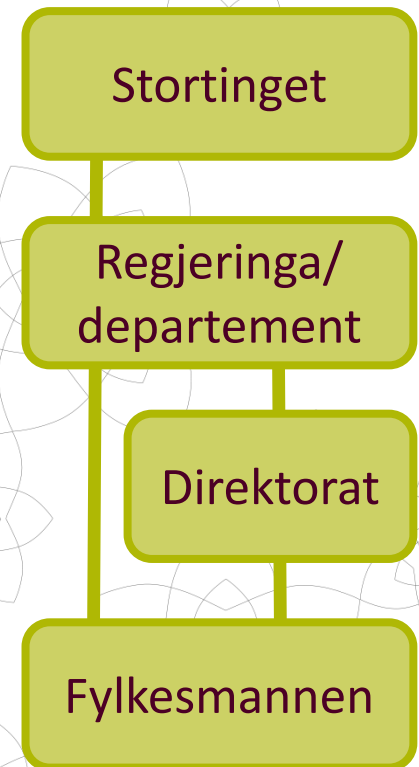 Stortinget
Regjeringa/
departement
Direktorat
Fylkesmannen